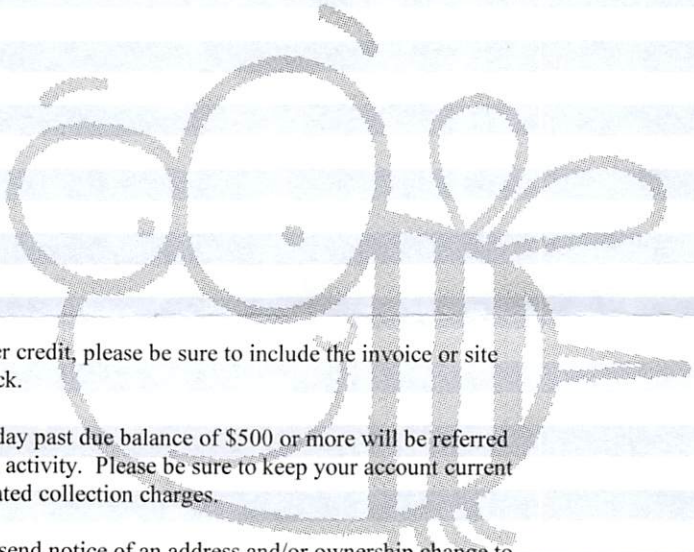 er credit, please be sure to include the invoice or site
ck.
day past due balance of $500 or more will be referred
activity. Please be sure to keep your account current
ated collection charges.
send notice of an address and/or ownership change to